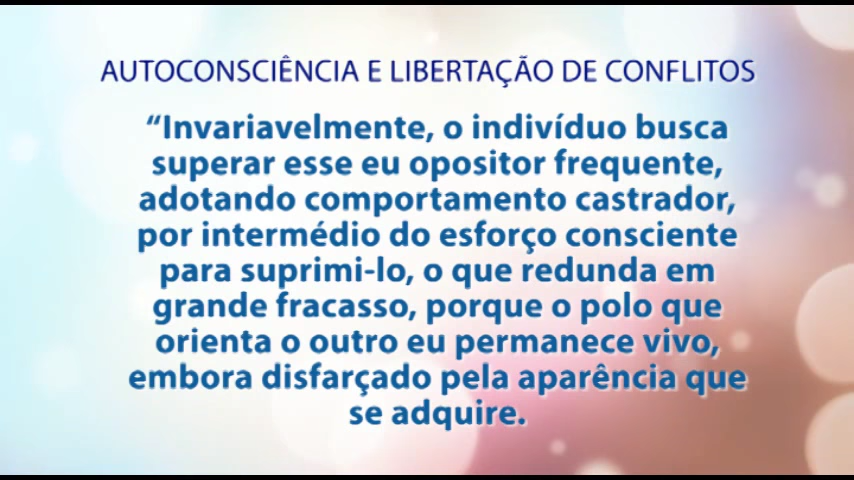 AUTOCONSCIÊNCIA E LIBERTAÇÃO DE CONFLITOS
“Invariavelmente, o indivíduo busca
superar esse eu opositor frequente,
adotando comportamento castrador,
por intermédio do esforço consciente
para suprimi-lo, o que redunda em
grande fracasso, porque o polo que
orienta o outro eu permanece vivo,
embora disfarçado pela aparência que
se adquire.